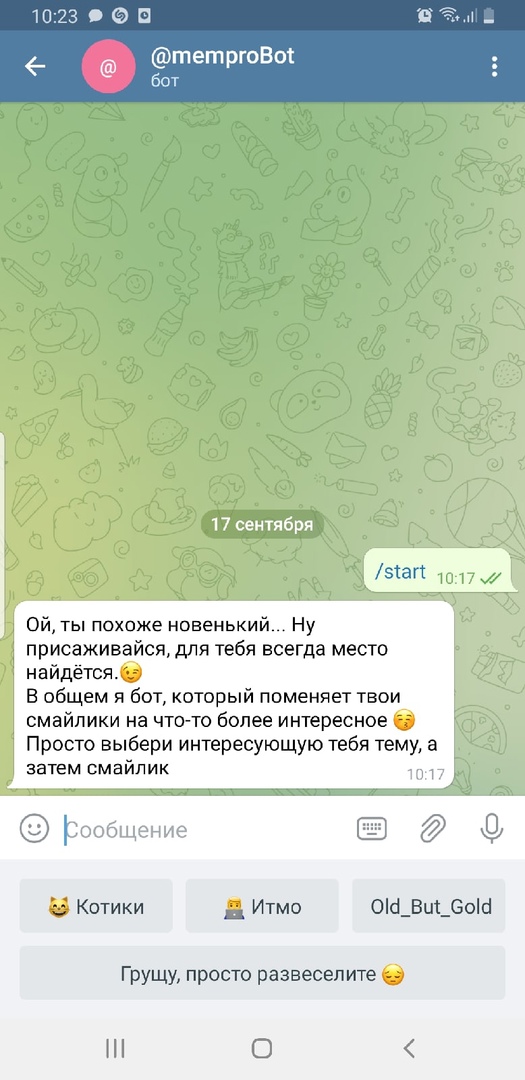 10:23
@
@memproBot
бот
17 сентября
/start 10:17
Ой, ты похоже новенький... Ну
присаживайся, для тебя всегда место
найдётся.😉
В общем я бот, который поменяет твои
смайлики на что-то более интересное 😚
Просто выбери интересующую тебя тему, а
затем смайлик
10:17
Сообщение
😺 Котики
👨‍💻 Итмо
Old_But_Gold
Грущу, просто развеселите 😔